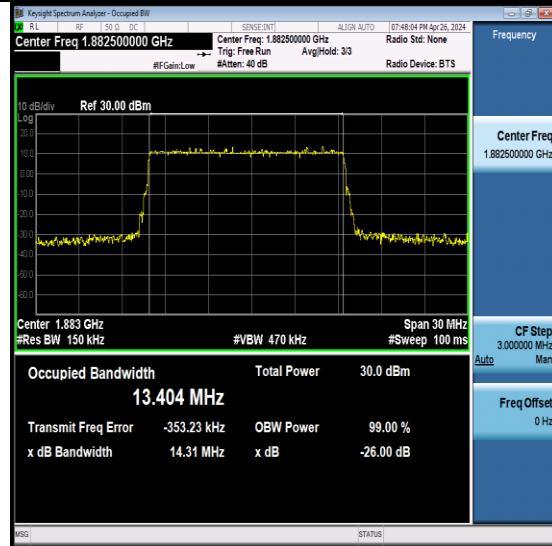 Keysight Spectrum Analyzer - Occupied BW
RL RF 50 Ω DC SENSE:INT ALIGN AUTO 07:48:04 PM Apr 26, 2024
Center Freq 1.882500000 GHz
Center Freq: 1.882500000 GHz
Radio Std: None
Trig: Free Run Avg|Hold: 3/3
#IFGain:Low #Atten: 40 dB Radio Device: BTS
Frequency
10 dB/div Ref 30.00 dBm
Log
20.0
10.0
0.00
-10.0
-20.0
-30.0
-40.0
-50.0
-60.0
Center Freq
1.882500000 GHz
Center 1.883 GHz Span 30 MHz
#Res BW 150 kHz #VBW 470 kHz #Sweep 100 ms
CF Step
3.000000 MHz
Auto Man
Occupied Bandwidth Total Power 30.0 dBm
13.404 MHz
Transmit Freq Error -353.23 kHz OBW Power 99.00 %
x dB Bandwidth 14.31 MHz x dB -26.00 dB
Freq Offset
0 Hz
MSG STATUS